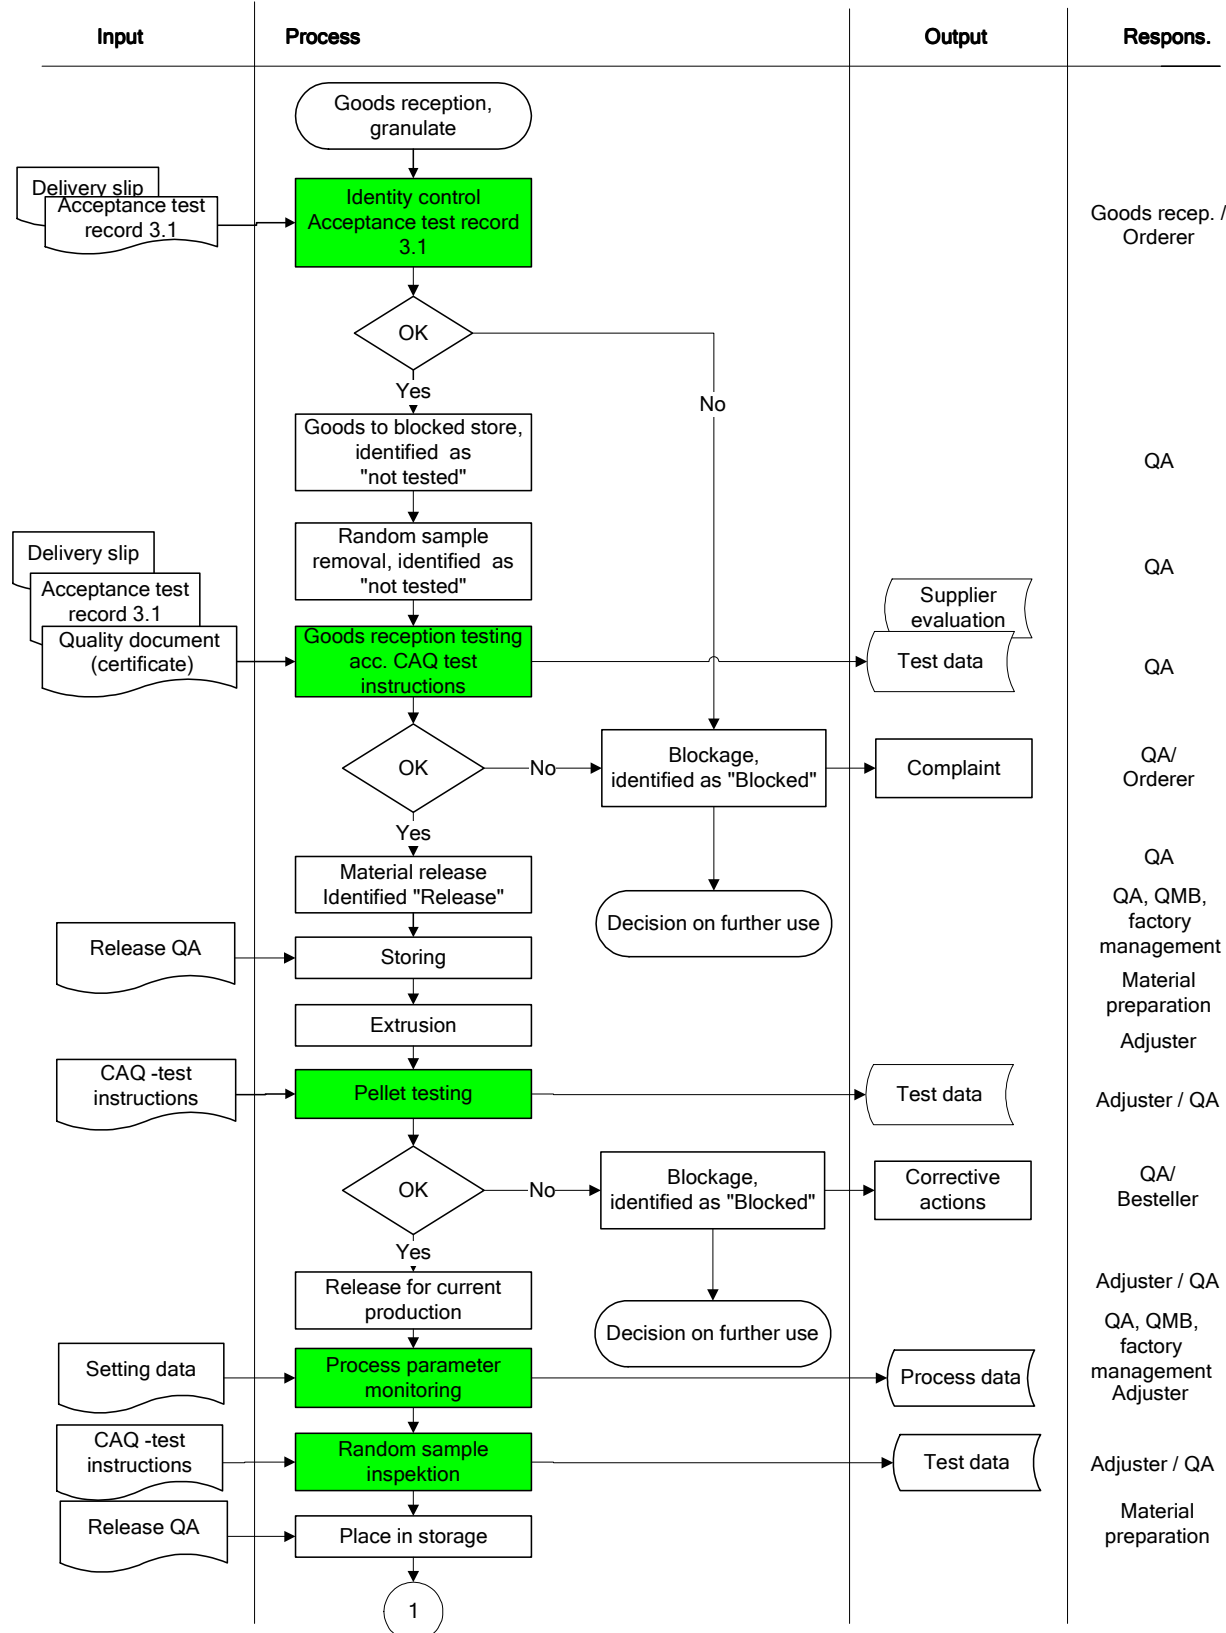 Input
Process
Output
Respons.
Goods reception,
granulate
Delivery slip
Acceptance test
record 3.1
Identity control
Acceptance test record
3.1
Goods recep. /
Orderer
OK
Yes
No
Goods to blocked store,
identified as
"not tested"
QA
Random sample
removal, identified as
"not tested"
QA
Delivery slip
Acceptance test
record 3.1
Quality document
(certificate)
Goods reception testing
acc. CAQ test
instructions
Supplier
evaluation
Test data
QA
OK
No
Blockage,
identified as "Blocked"
Complaint
QA/
Orderer
Yes
Material release
Identified "Release"
QA
Decision on further use
QA, QMB,
factory
management
Release QA
Storing
Material
preparation
Extrusion
Adjuster
CAQ -test
instructions
Pellet testing
Test data
Adjuster / QA
OK
No
Blockage,
identified as "Blocked"
Corrective
actions
QA/
Besteller
Yes
Release for current
production
Adjuster / QA
Decision on further use
QA, QMB,
factory
management
Setting data
Process parameter
monitoring
Process data
Adjuster
CAQ -test
instructions
Random sample
inspektion
Test data
Adjuster / QA
Release QA
Place in storage
Material
preparation
1